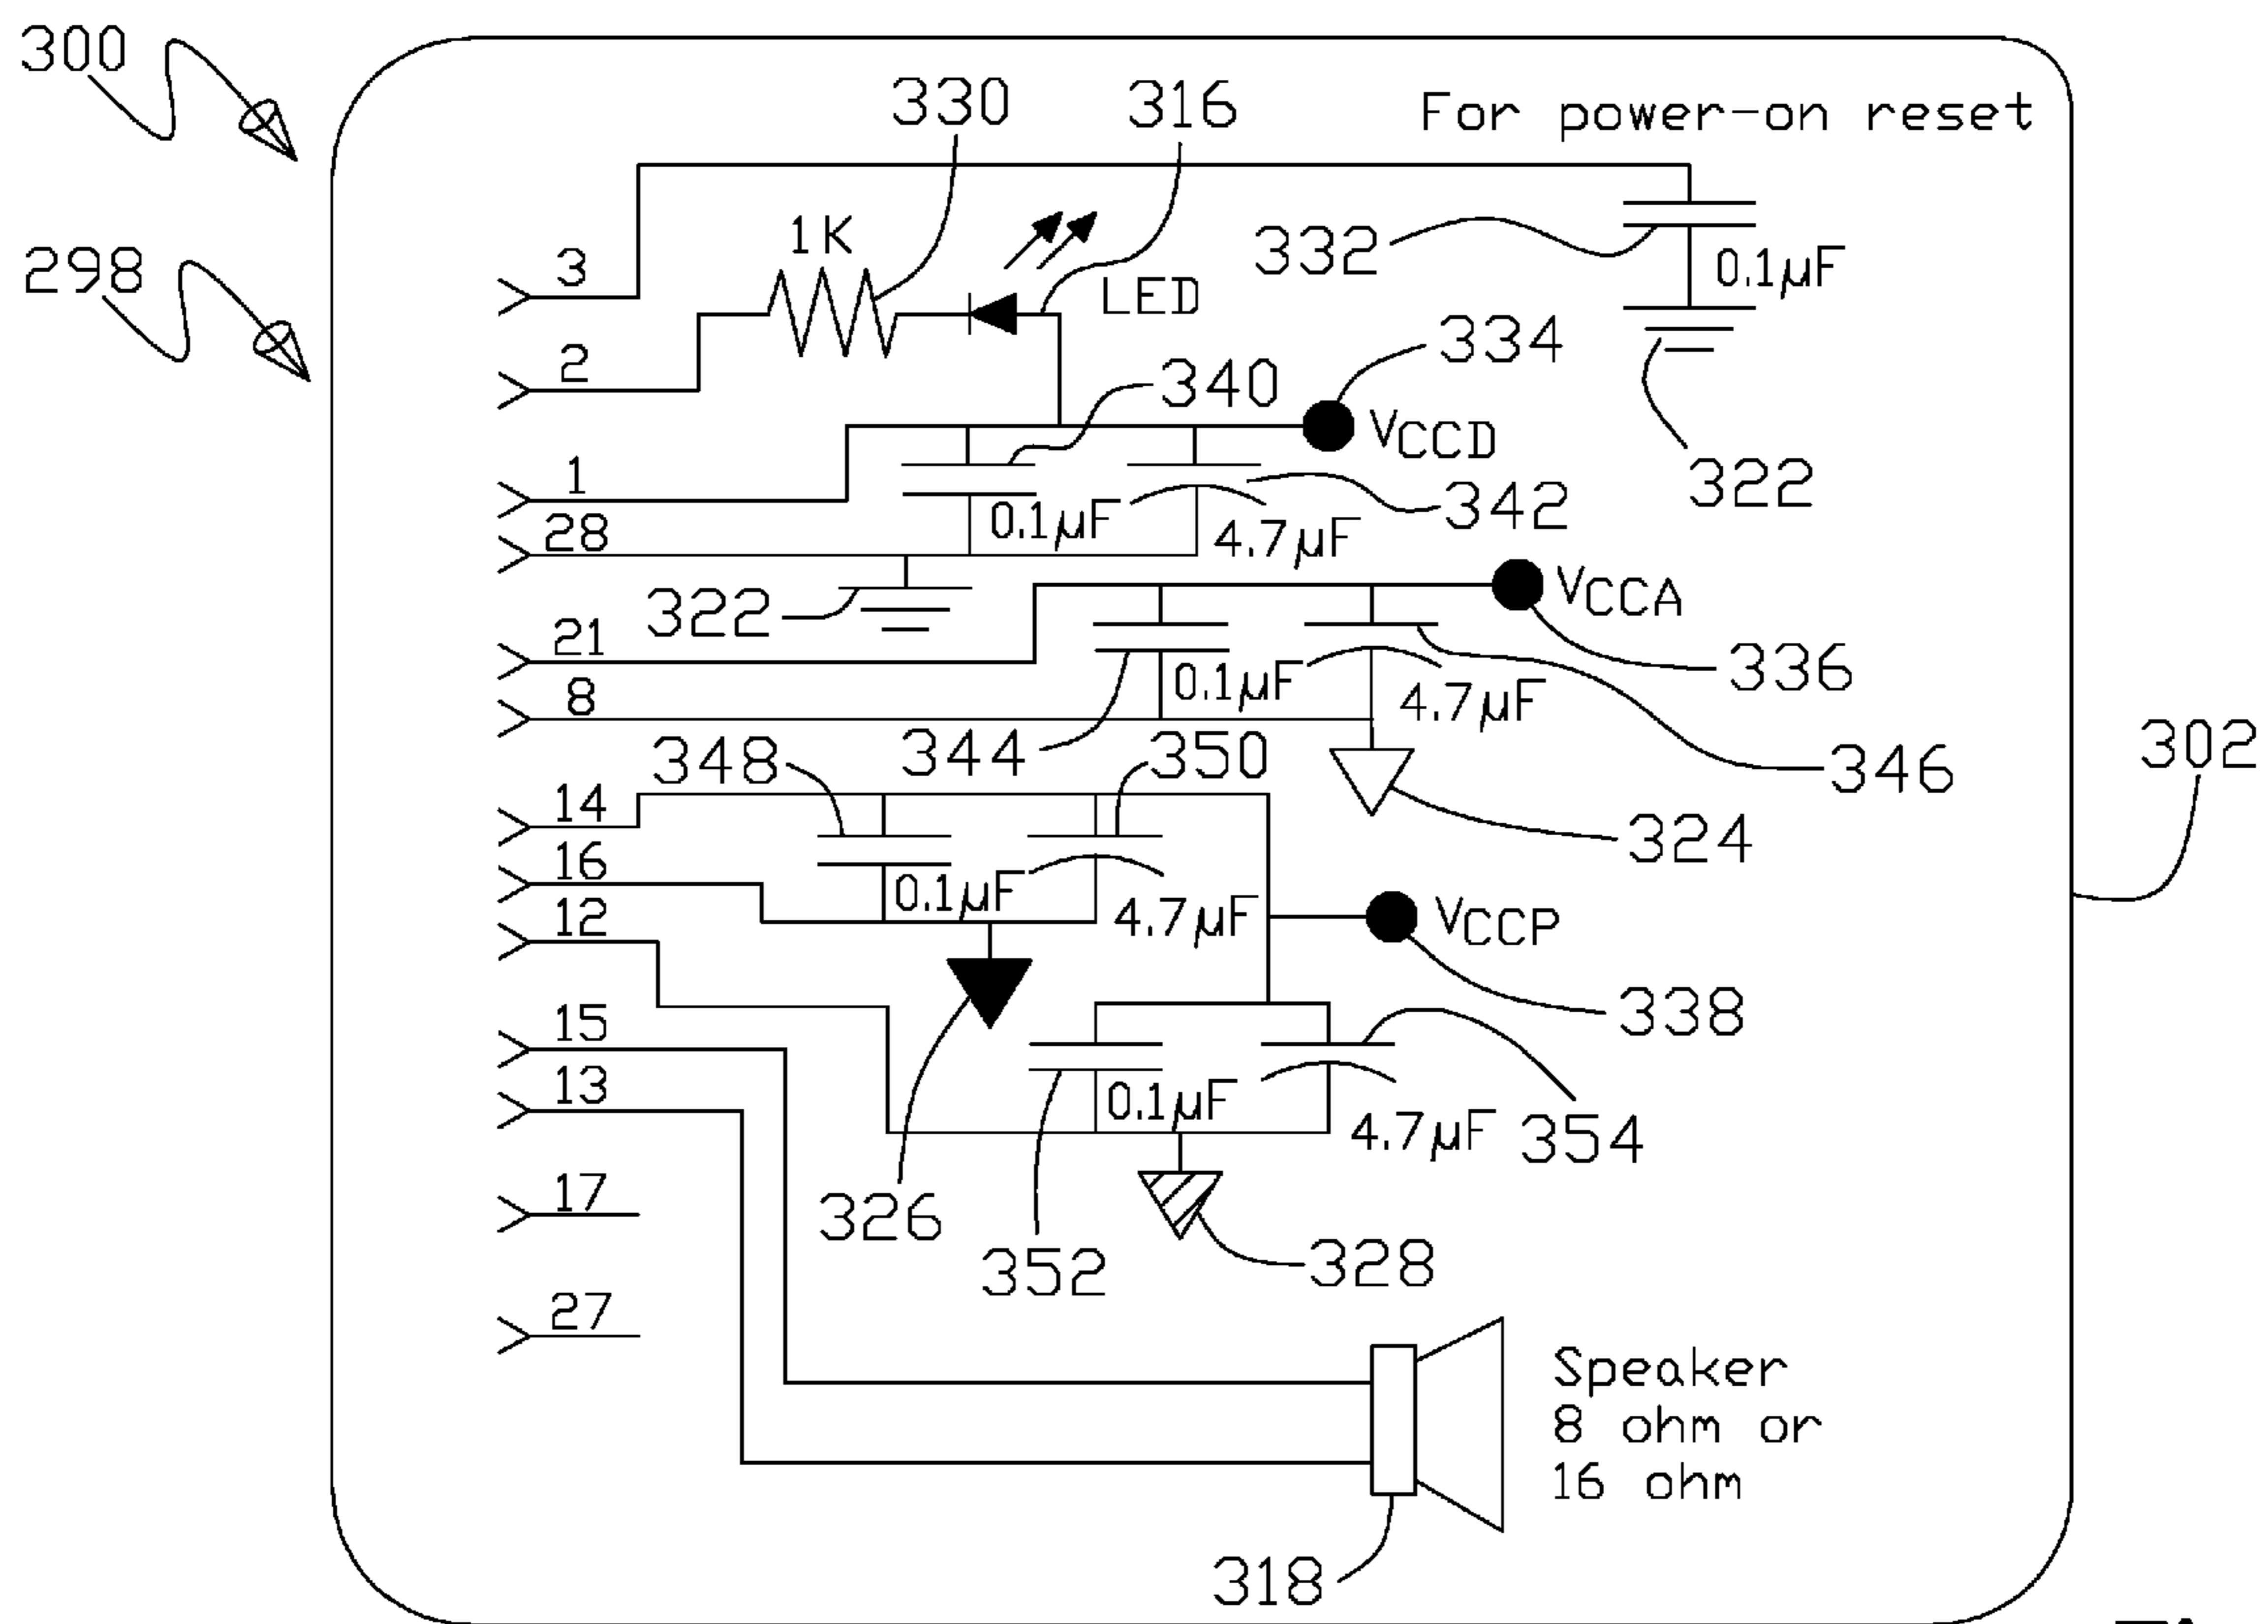 300
330
316
For power-on reset
1K
332
0.1µF
298
3
LED
334
2
340
VCCD
322
1
342
0.1µF
28
4.7µF
VCCA
322
21
336
0.1µF
8
4.7µF
302
348
344
350
346
14
324
16
0.1µF
12
4.7µF
VCCP
15
338
13
0.1µF
4.7µF
354
17
326
328
352
27
Speaker
8 ohm or
16 ohm
318